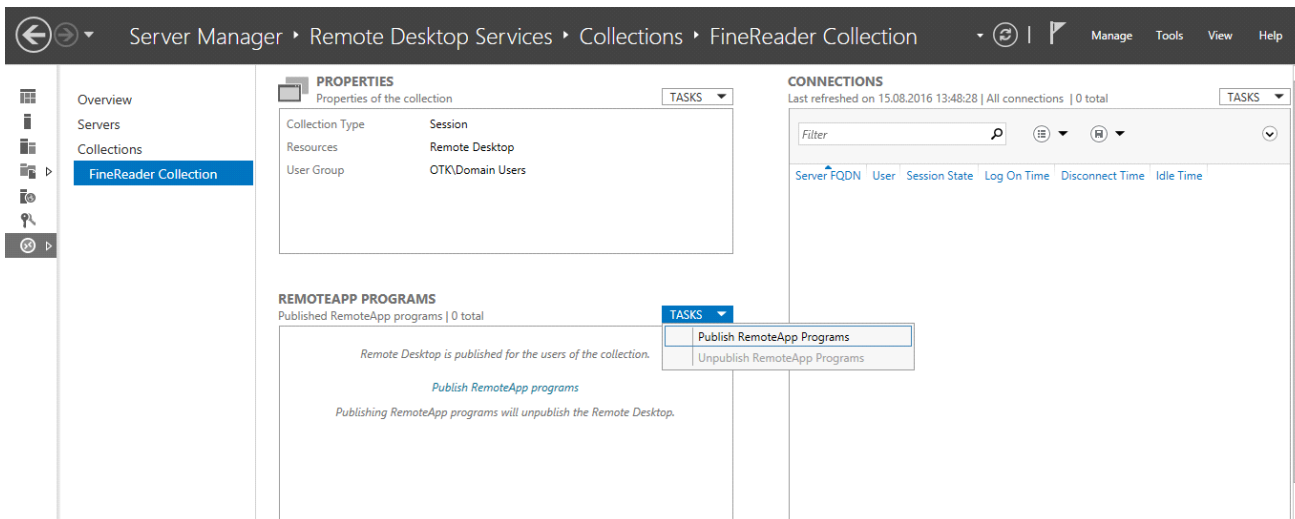 Server Manager ‣ Remote Desktop Services ‣ Collections ‣ FineReader Collection
Manage Tools View Help
Overview
Servers
Collections
FineReader Collection
PROPERTIES
Properties of the collection
TASKS
Collection Type Session
Resources Remote Desktop
User Group OTK\Domain Users
REMOTEAPP PROGRAMS
Published RemoteApp programs | 0 total
TASKS
Publish RemoteApp Programs
Unpublish RemoteApp Programs
Remote Desktop is published for the users of the collection.
Publish RemoteApp programs
Publishing RemoteApp programs will unpublish the Remote Desktop.
CONNECTIONS
Last refreshed on 15.08.2016 13:48:28 | All connections | 0 total
TASKS
Filter
Server FQDN User Session State Log On Time Disconnect Time Idle Time